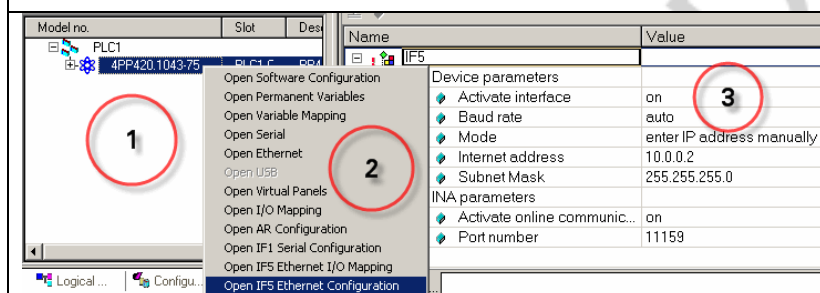 Model no.
Slot
PLC1
4PP420.1043-75
PLC1.C
Open Software Configuration
Open Permanent Variables
Open Variable Mapping
Open Serial
Open Ethernet
Open USB
Open Virtual Panels
Open I/O Mapping
Open AR Configuration
Open IF1 Serial Configuration
Open IF5 Ethernet I/O Mapping
Open IF5 Ethernet Configuration
Logical ...
Configu...
1
2
3
Name Value
IF5
Device parameters
Activate interface on
Baud rate auto
Mode enter IP address manually
Internet address 10.0.0.2
Subnet Mask 255.255.255.0
INA parameters
Activate online communic... on
Port number 11159